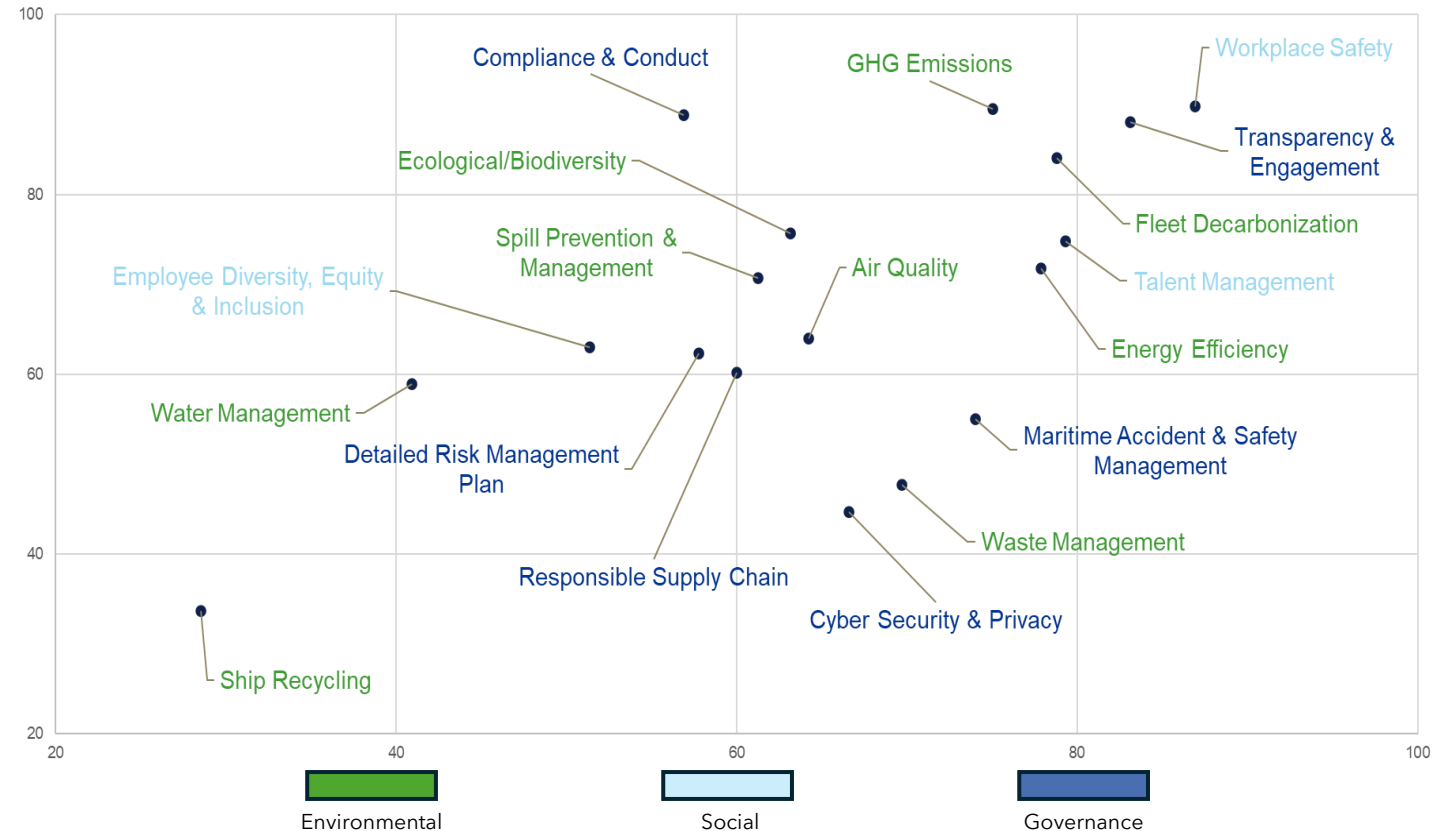 100
Workplace Safety
Compliance & Conduct
GHG Emissions
Transparency &
Engagement
Ecological/Biodiversity
80
Fleet Decarbonization
Spill Prevention &
Management
Air Quality
Employee Diversity, Equity
& Inclusion
Talent Management
Energy Efficiency
60
Water Management
Maritime Accident & Safety
Management
Detailed Risk Management
Plan
Waste Management
40
Responsible Supply Chain
Cyber Security & Privacy
Ship Recycling
20
20 40 60 80 100
Environmental Social Governance